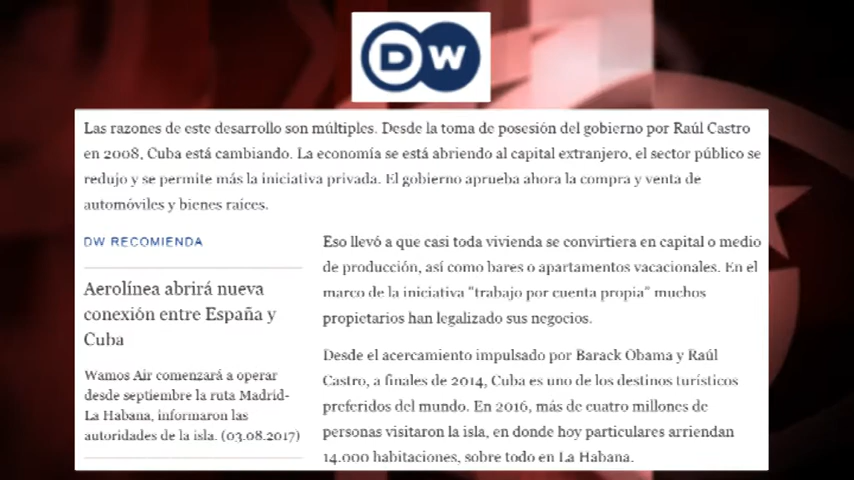 DW
Las razones de este desarrollo son múltiples. Desde la toma de posesión del gobierno por Raúl Castro
en 2008, Cuba está cambiando. La economía se está abriendo al capital extranjero, el sector público se
redujo y se permite más la iniciativa privada. El gobierno aprueba ahora la compra y venta de
automóviles y bienes raíces.
DW RECOMIENDA
Aerolínea abrirá nueva
conexión entre España y
Cuba
Wamos Air comenzará a operar
desde septiembre la ruta Madrid-
La Habana, informaron las
autoridades de la isla. (03.08.2017)
Eso llevó a que casi toda vivienda se convirtiera en capital o medio
de producción, así como bares o apartamentos vacacionales. En el
marco de la iniciativa "trabajo por cuenta propia" muchos
propietarios han legalizado sus negocios.
Desde el acercamiento impulsado por Barack Obama y Raúl
Castro, a finales de 2014, Cuba es uno de los destinos turísticos
preferidos del mundo. En 2016, más de cuatro millones de
personas visitaron la isla, en donde hoy particulares arriendan
14.000 habitaciones, sobre todo en La Habana.